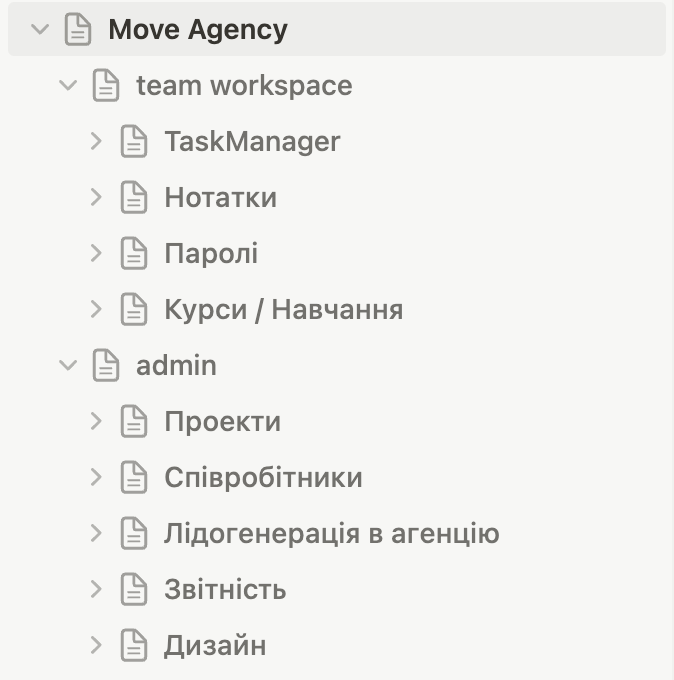 Move Agency
team workspace
TaskManager
Нотатки
Паролі
Курси / Навчання
admin
Проекти
Співробітники
Лідогенерація в агенцію
Звітність
Дизайн